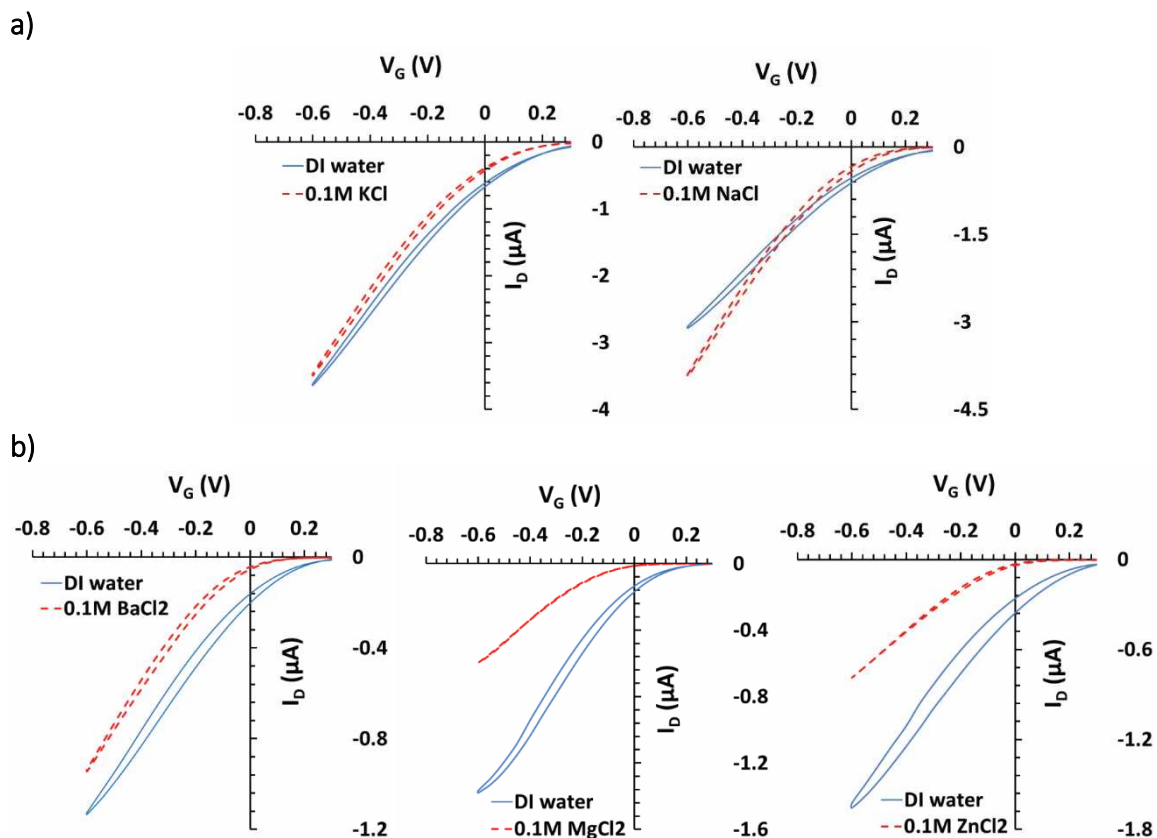 a)
V_G (V)
-0.8 -0.6 -0.4 -0.2 0 0.2
0
DI water
0.1M KCl
-1
I_D (µA)
-2
-3
-4
V_G (V)
-0.8 -0.6 -0.4 -0.2 0 0.2
0
DI water
0.1M NaCl
-1.5
I_D (µA)
-3
-4.5
b)
V_G (V)
-0.8 -0.6 -0.4 -0.2 0 0.2
0
DI water
0.1M BaCl2
-0.4
I_D (µA)
-0.8
-1.2
V_G (V)
-0.8 -0.6 -0.4 -0.2 0 0.2
0
-0.4
I_D (µA)
-0.8
-1.2
DI water
0.1M MgCl2
-1.6
V_G (V)
-0.8 -0.6 -0.4 -0.2 0 0.2
0
-0.6
I_D (µA)
-1.2
DI water
0.1M ZnCl2
-1.8